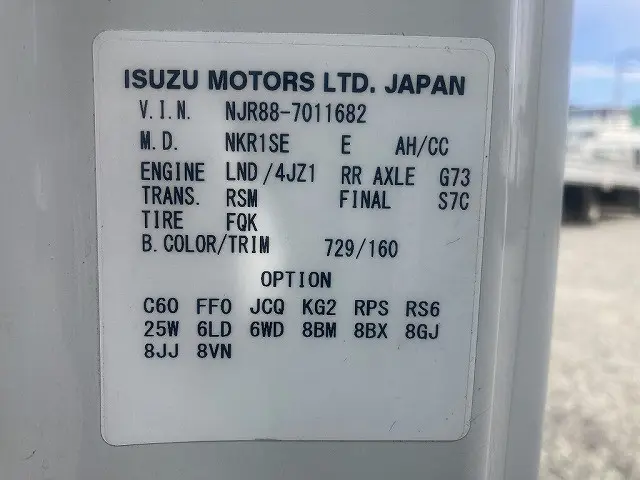 ISUZU MOTORS LTD. JAPAN
V.I.N. NJR88-7011682
M.D. NKR1SE E AH/CC
ENGINE LND/4JZ1 RR AXLE G73
TRANS. RSM FINAL S7C
TIRE FQK
B.COLOR/TRIM 729/160
OPTION
C60 FF0 JCQ KG2 RPS RS6
25W 6LD 6WD 8BM 8BX 8GJ
8JJ 8VN